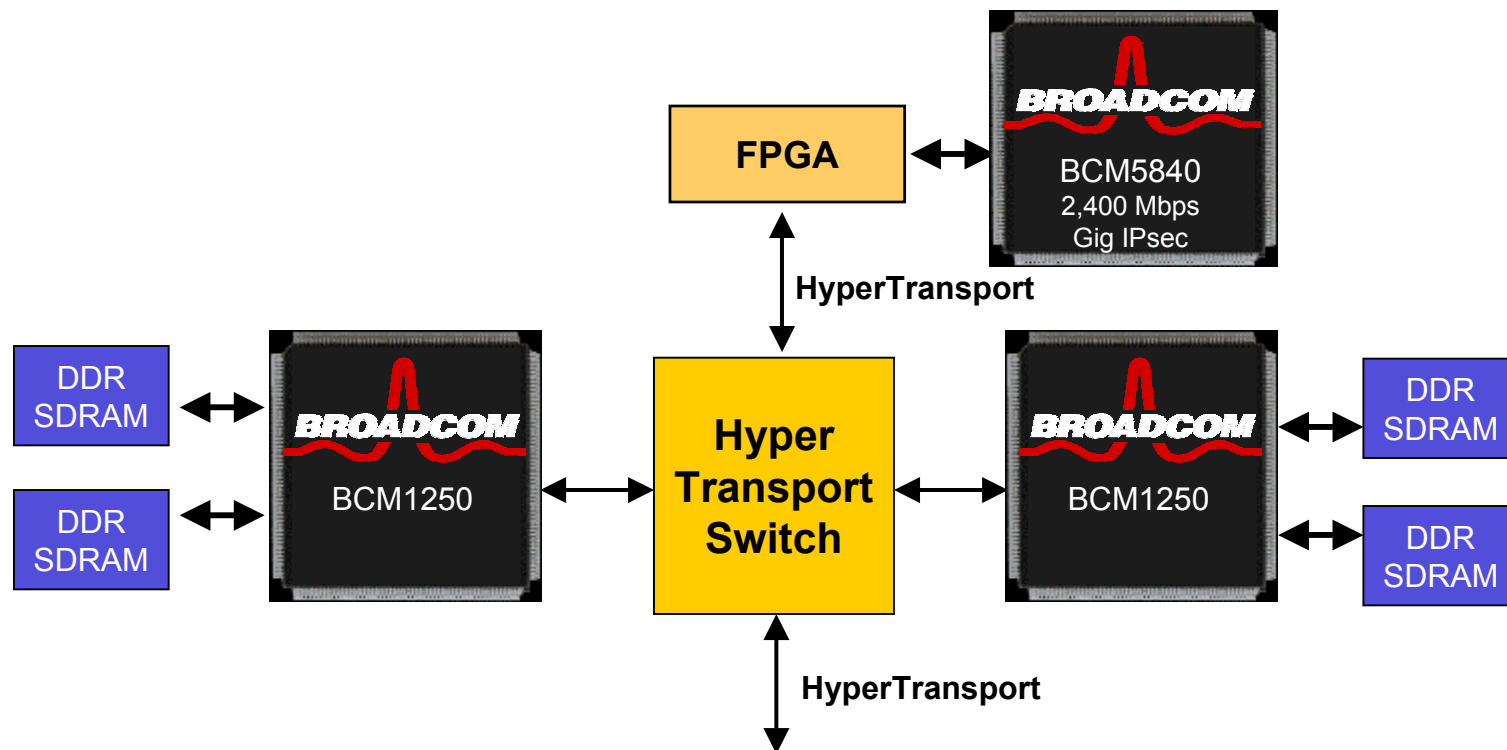 BROADCOM
BCM5840
2,400 Mbps
Gig IPsec
FPGA
HyperTransport
DDR
SDRAM
DDR
SDRAM
BROADCOM
BCM1250
Hyper
Transport
Switch
BROADCOM
BCM1250
DDR
SDRAM
DDR
SDRAM
HyperTransport